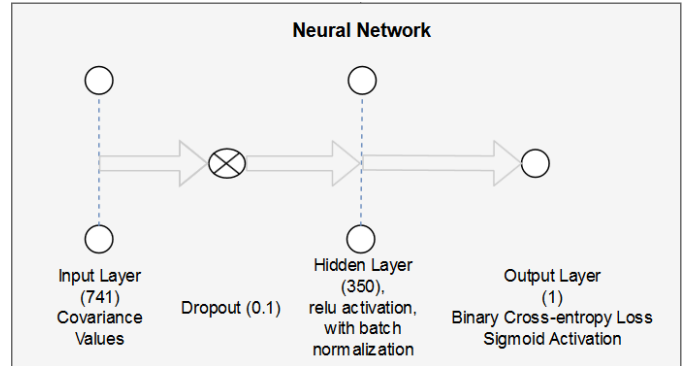 Neural Network
Input Layer
(741)
Covariance
Values
Dropout (0.1)
Hidden Layer
(350),
relu activation,
with batch
normalization
Output Layer
(1)
Binary Cross-entropy Loss
Sigmoid Activation